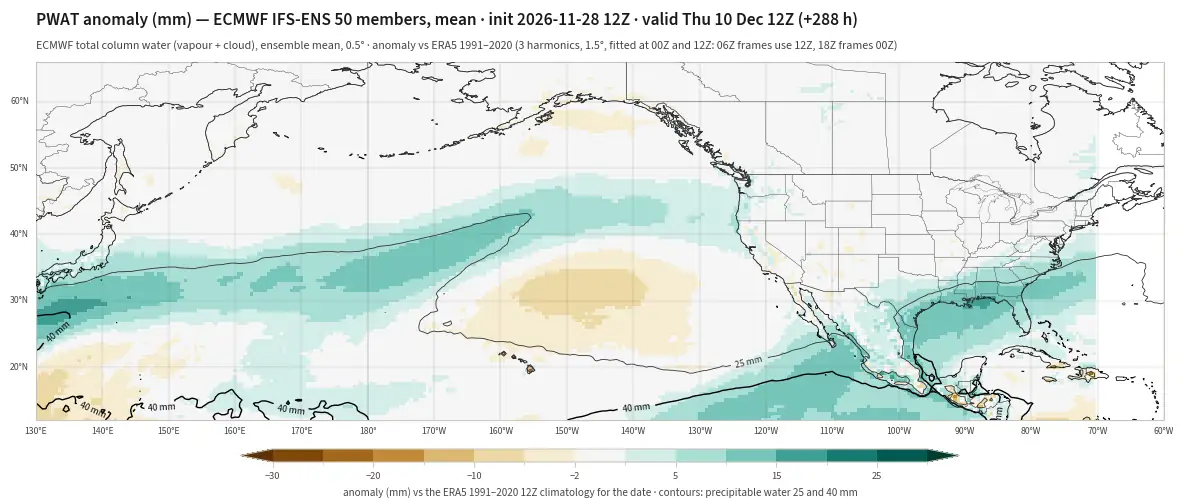 PWAT anomaly (mm) — ECMWF IFS-ENS 50 members, mean · init 2026-11-28 12Z · valid Thu 10 Dec 12Z (+288 h)
ECMWF total column water (vapour + cloud), ensemble mean, 0.5° · anomaly vs ERA5 1991–2020 (3 harmonics, 1.5°, fitted at 00Z and 12Z: 06Z frames use 12Z, 18Z frames 00Z)
60°N
50°N
40°N
30°N
20°N
40 mm
25 mm
40 mm
40 mm
40 mm
40 mm
mm
130°E 140°E 150°E 160°E 170°E 180° 170°W 160°W 150°W 140°W 130°W 120°W 110°W 100°W 90°W 80°W 70°W 60°W
−30 −20 −10 −2 5 15 25
anomaly (mm) vs the ERA5 1991–2020 12Z climatology for the date · contours: precipitable water 25 and 40 mm